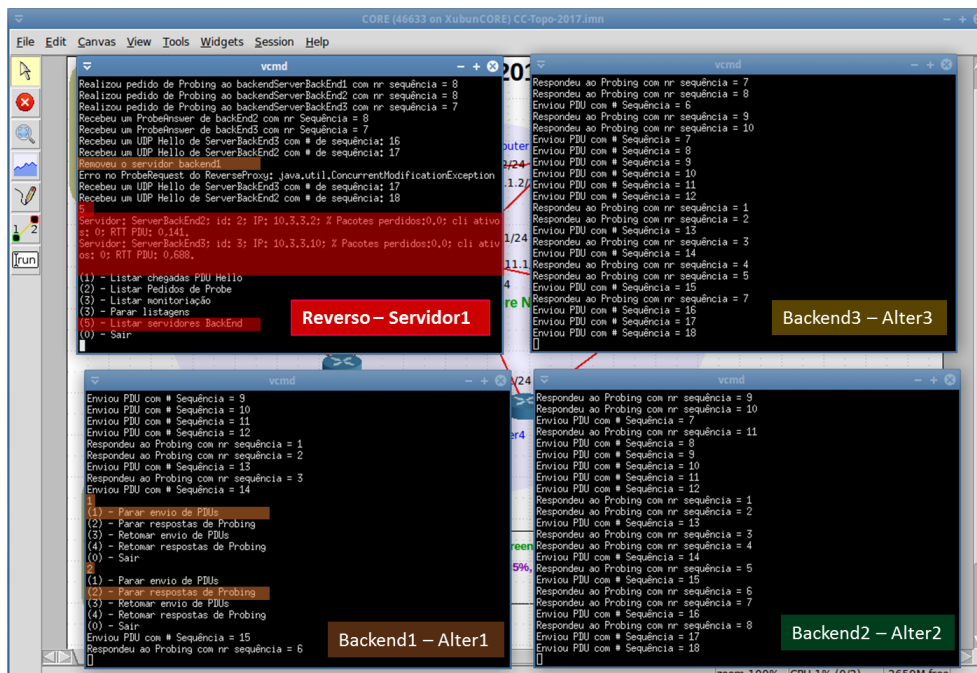 CORE (46633 on XubunCORE) CC-Topo-2017.imn
File Edit Canvas View Tools Widgets Session Help
vcmd
Realizou pedido de Probing ao backendServerBackEnd1 com nr sequência = 8
Realizou pedido de Probing ao backendServerBackEnd2 com nr sequência = 8
Realizou pedido de Probing ao backendServerBackEnd3 com nr sequência = 7
Recebeu um ProbeAnswer de backEnd2 com nr Sequência = 8
Recebeu um ProbeAnswer de backEnd3 com nr Sequência = 7
Recebeu um UDP Hello de ServerBackEnd3 com # de sequência: 16
Recebeu um UDP Hello de ServerBackEnd2 com # de sequência: 17
Removeu o servidor backend1
Erro no ProbeRequest do ReverseProxy: java.util.ConcurrentModificationException
Recebeu um UDP Hello de ServerBackEnd3 com # de sequência: 17
Recebeu um UDP Hello de ServerBackEnd2 com # de sequência: 18
5
Servidor: ServerBackEnd2: id: 2; IP: 10.3.3.2; % Pacotes perdidos:0.0; cli ativo
s: 0; RTT PDU: 0,141.
Servidor: ServerBackEnd3: id: 3; IP: 10.3.3.10; % Pacotes perdidos:0.0; cli ativ
os: 0; RTT PDU: 0,688.
(1) - Listar chegadas PDU Hello
(2) - Listar Pedidos de Probe
(3) - Listar monitoriação
(3) - Parar listagens
(5) - Listar servidores BackEnd
(0) - Sair
Reverso – Servidor1
vcmd
Respondeu ao Probing com nr sequência = 7
Respondeu ao Probing com nr sequência = 8
Enviou PDU com # Sequência = 6
Respondeu ao Probing com nr sequência = 9
Respondeu ao Probing com nr sequência = 10
Enviou PDU com # Sequência = 7
Enviou PDU com # Sequência = 8
Enviou PDU com # Sequência = 9
Enviou PDU com # Sequência = 10
Enviou PDU com # Sequência = 11
Enviou PDU com # Sequência = 12
Respondeu ao Probing com nr sequência = 1
Respondeu ao Probing com nr sequência = 2
Enviou PDU com # Sequência = 13
Respondeu ao Probing com nr sequência = 3
Enviou PDU com # Sequência = 14
Respondeu ao Probing com nr sequência = 4
Respondeu ao Probing com nr sequência = 5
Enviou PDU com # Sequência = 15
Respondeu ao Probing com nr sequência = 7
Enviou PDU com # Sequência = 16
Enviou PDU com # Sequência = 17
Enviou PDU com # Sequência = 18
Backend3 – Alter3
vcmd
Enviou PDU com # Sequência = 9
Enviou PDU com # Sequência = 10
Enviou PDU com # Sequência = 11
Enviou PDU com # Sequência = 12
Respondeu ao Probing com nr sequência = 1
Respondeu ao Probing com nr sequência = 2
Enviou PDU com # Sequência = 13
Respondeu ao Probing com nr sequência = 3
Enviou PDU com # Sequência = 14
1
(1) - Parar envio de PDUs
(2) - Parar respostas de Probing
(3) - Retomar envio de PDUs
(4) - Retomar respostas de Probing
(0) - Sair
2
(1) - Parar envio de PDUs
(2) - Parar respostas de Probing
(3) - Retomar envio de PDUs
(4) - Retomar respostas de Probing
(0) - Sair
Enviou PDU com # Sequência = 15
Respondeu ao Probing com nr sequência = 6
Backend1 – Alter1
vcmd
Respondeu ao Probing com nr sequência = 9
Respondeu ao Probing com nr sequência = 10
Enviou PDU com # Sequência = 7
Respondeu ao Probing com nr sequência = 11
Enviou PDU com # Sequência = 8
Enviou PDU com # Sequência = 9
Enviou PDU com # Sequência = 10
Enviou PDU com # Sequência = 11
Enviou PDU com # Sequência = 12
Respondeu ao Probing com nr sequência = 1
Respondeu ao Probing com nr sequência = 2
Enviou PDU com # Sequência = 13
Respondeu ao Probing com nr sequência = 3
Respondeu ao Probing com nr sequência = 4
Enviou PDU com # Sequência = 14
Respondeu ao Probing com nr sequência = 5
Enviou PDU com # Sequência = 15
Respondeu ao Probing com nr sequência = 6
Respondeu ao Probing com nr sequência = 7
Enviou PDU com # Sequência = 16
Respondeu ao Probing com nr sequência = 8
Enviou PDU com # Sequência = 17
Enviou PDU com # Sequência = 18
Backend2 – Alter2
run